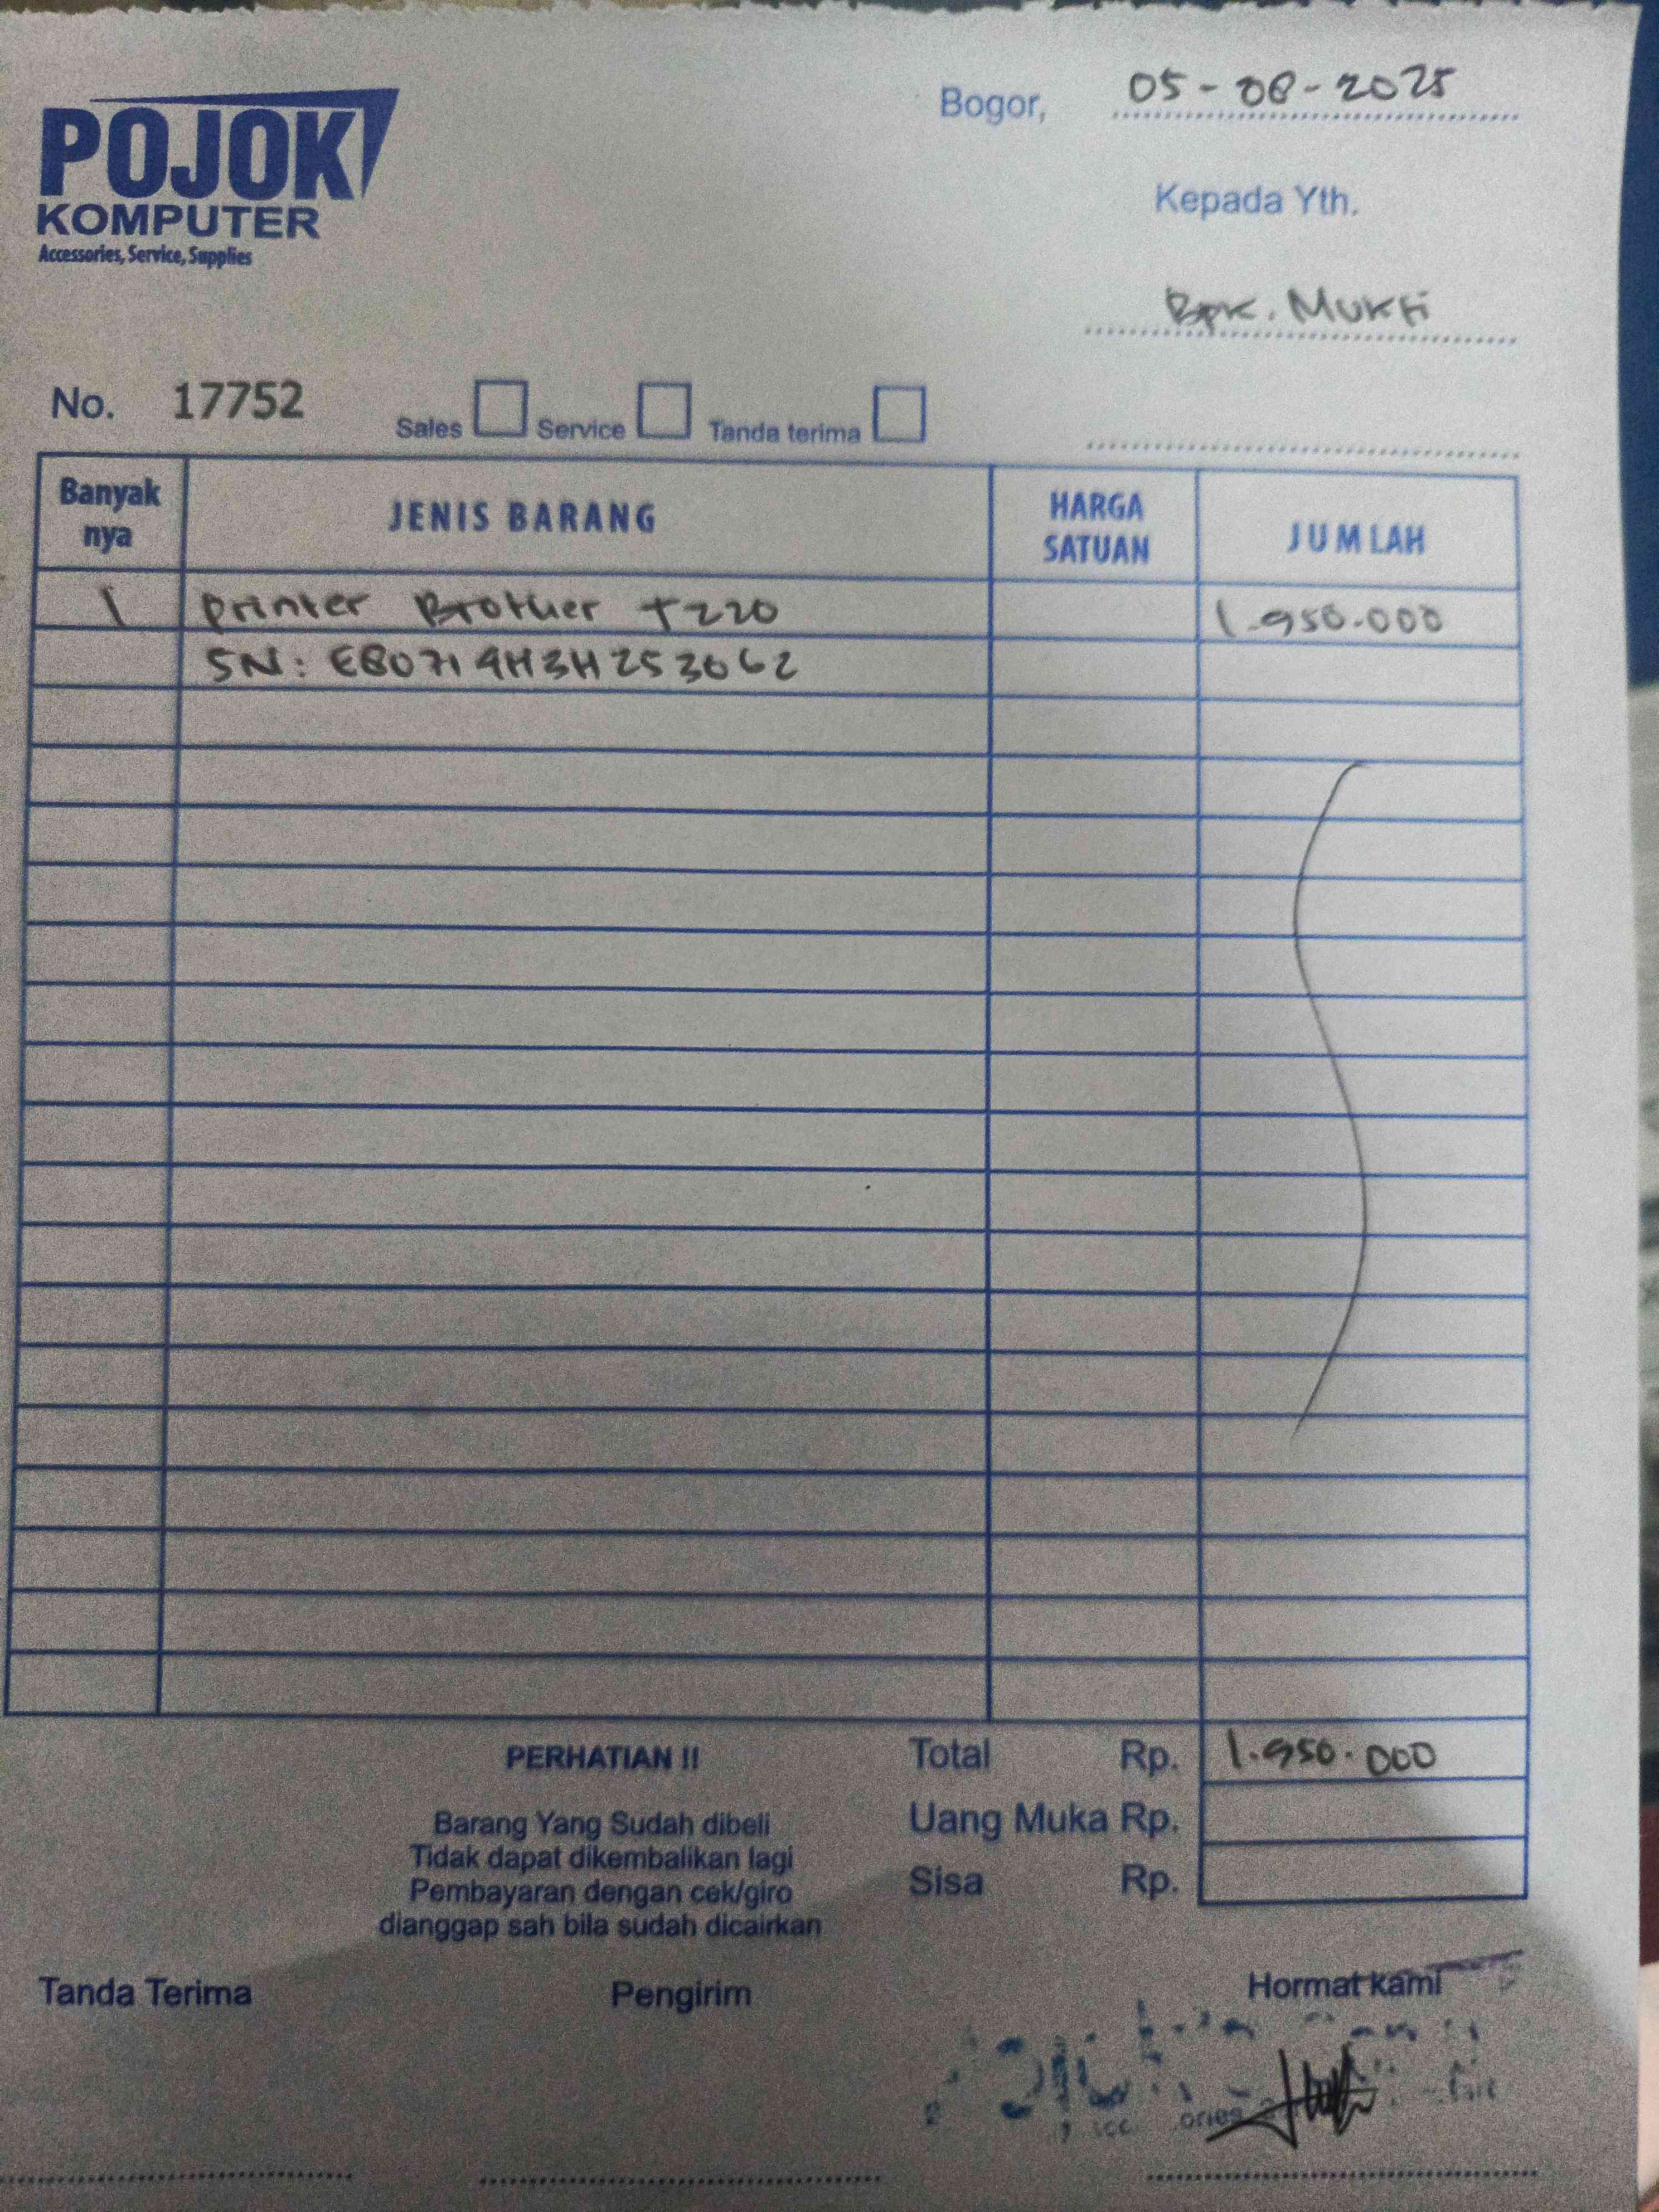 POJOK
KOMPUTER
Accessories, Service, Supplies
Bogor, 05-08-2025
Kepada Yth.
Bpk. Mukti
No. 17752
Sales Service Tanda terima
Banyak nya JENIS BARANG HARGA SATUAN JUMLAH
1 Printer Brother T220 1.950.000
SN: E80719H3H253062
Total Rp. 1.950.000
Uang Muka Rp.
Sisa Rp.
PERHATIAN !!
Barang Yang Sudah dibeli
Tidak dapat dikembalikan lagi
Pembayaran dengan cek/giro
dianggap sah bila sudah dicairkan
Tanda Terima Pengirim Hormat kami